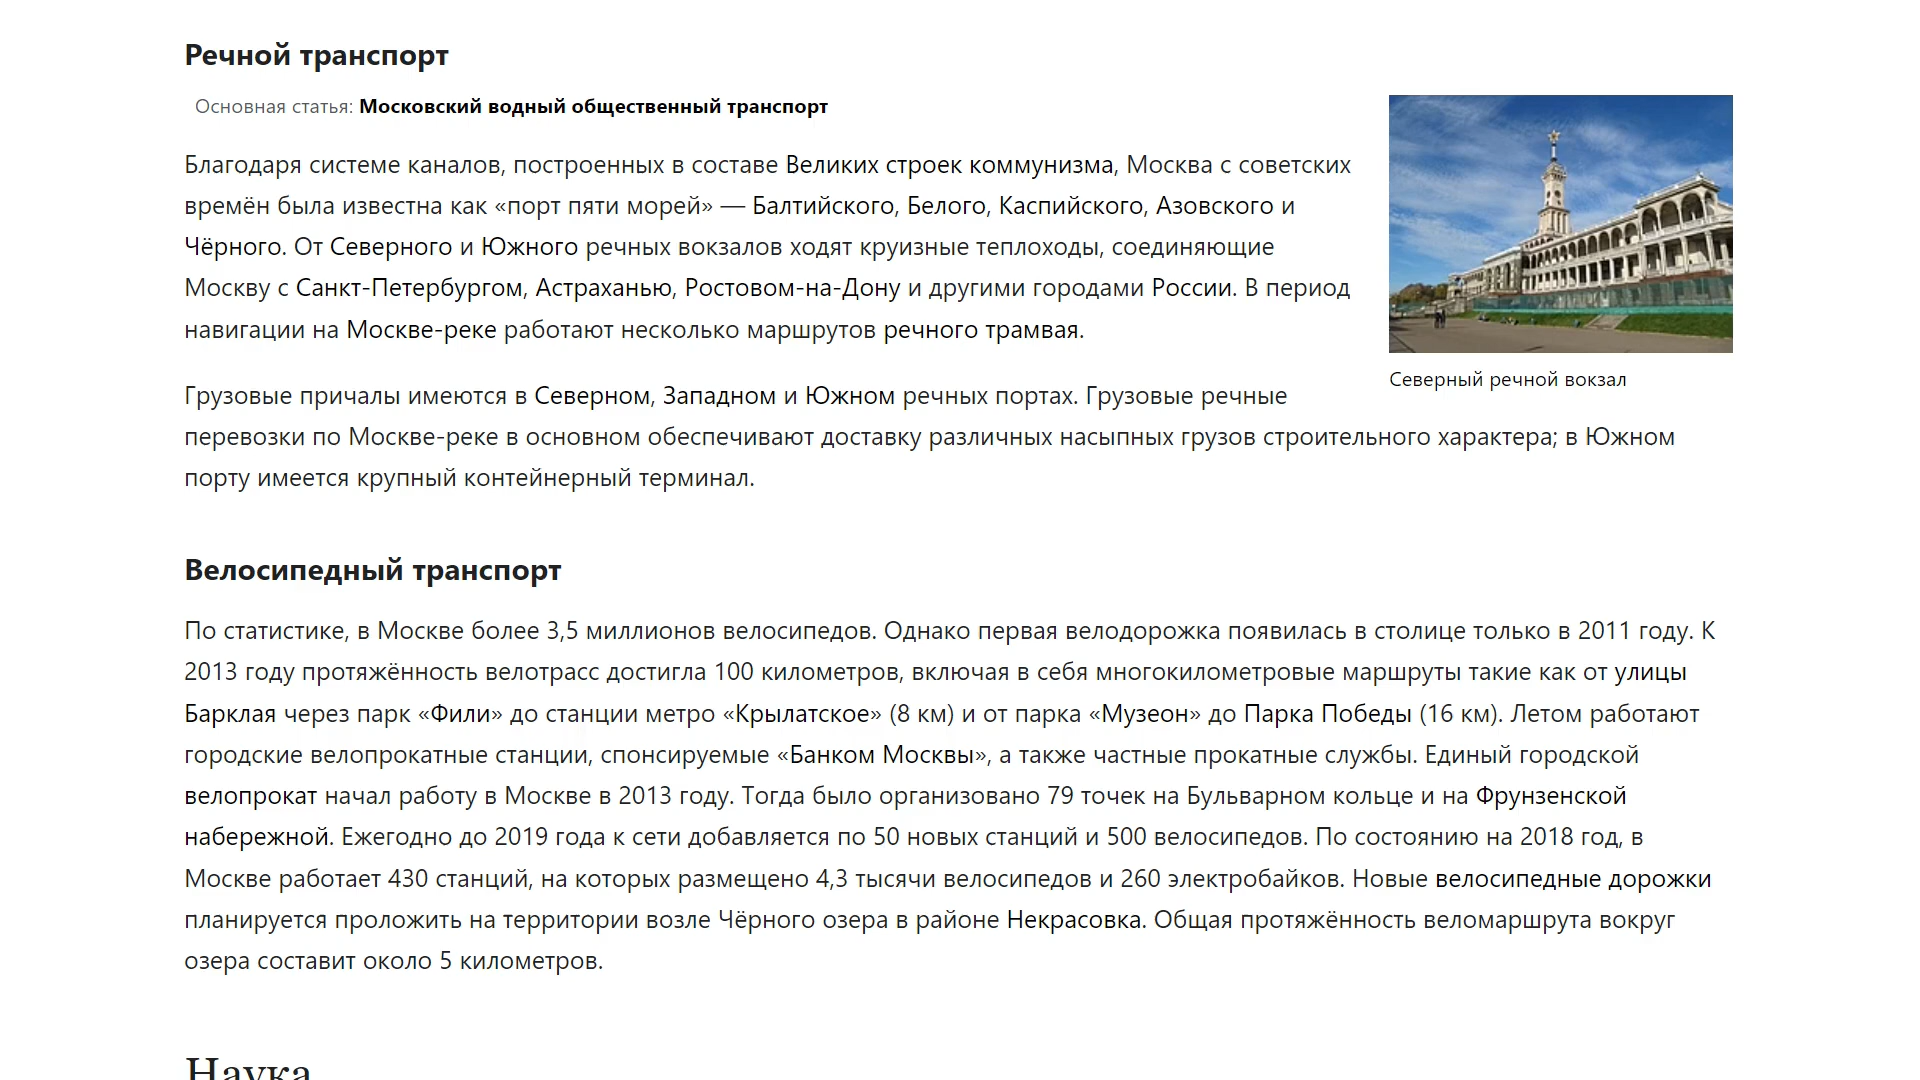 Речной транспорт
Основная статья: Московский водный общественный транспорт
Благодаря системе каналов, построенных в составе Великих строек коммунизма, Москва с советских
времён была известна как «порт пяти морей» — Балтийского, Белого, Каспийского, Азовского и
Чёрного. От Северного и Южного речных вокзалов ходят круизные теплоходы, соединяющие
Москву с Санкт-Петербургом, Астраханью, Ростовом-на-Дону и другими городами России. В период
навигации на Москве-реке работают несколько маршрутов речного трамвая.
Северный речной вокзал
Грузовые причалы имеются в Северном, Западном и Южном речных портах. Грузовые речные
перевозки по Москве-реке в основном обеспечивают доставку различных насыпных грузов строительного характера; в Южном
порту имеется крупный контейнерный терминал.
Велосипедный транспорт
По статистике, в Москве более 3,5 миллионов велосипедов. Однако первая велодорожка появилась в столице только в 2011 году. К
2013 году протяжённость велотрасс достигла 100 километров, включая в себя многокилометровые маршруты такие как от улицы
Барклая через парк «Фили» до станции метро «Крылатское» (8 км) и от парка «Музеон» до Парка Победы (16 км). Летом работают
городские велопрокатные станции, спонсируемые «Банком Москвы», а также частные прокатные службы. Единый городской
велопрокат начал работу в Москве в 2013 году. Тогда было организовано 79 точек на Бульварном кольце и на Фрунзенской
набережной. Ежегодно до 2019 года к сети добавляется по 50 новых станций и 500 велосипедов. По состоянию на 2018 год, в
Москве работает 430 станций, на которых размещено 4,3 тысячи велосипедов и 260 электробайков. Новые велосипедные дорожки
планируется проложить на территории возле Чёрного озера в районе Некрасовка. Общая протяжённость веломаршрута вокруг
озера составит около 5 километров.
Наука